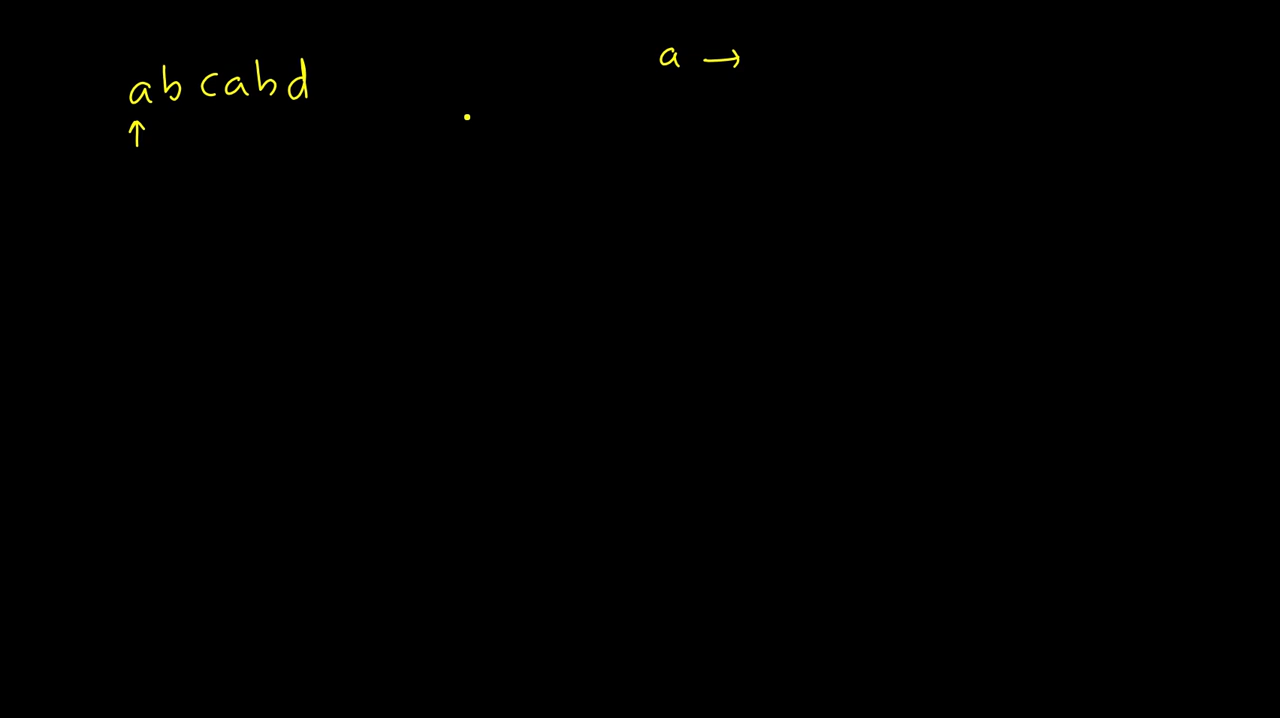 a →
abcabd
↑